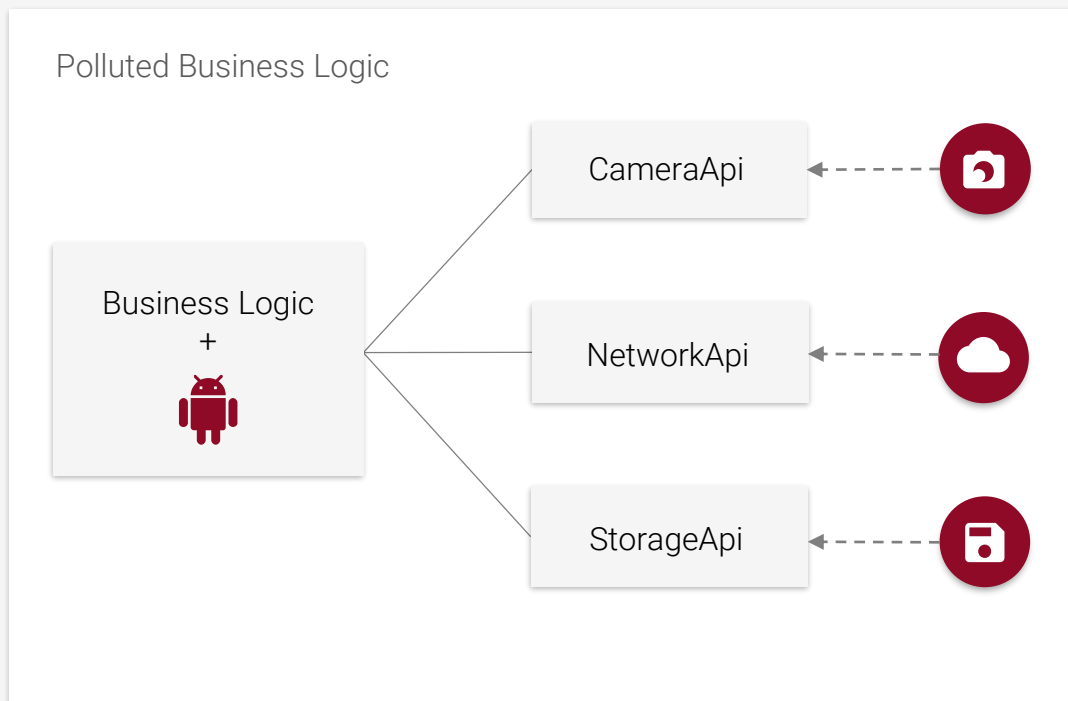 Polluted Business Logic
CameraApi
Business Logic
+
NetworkApi
StorageApi